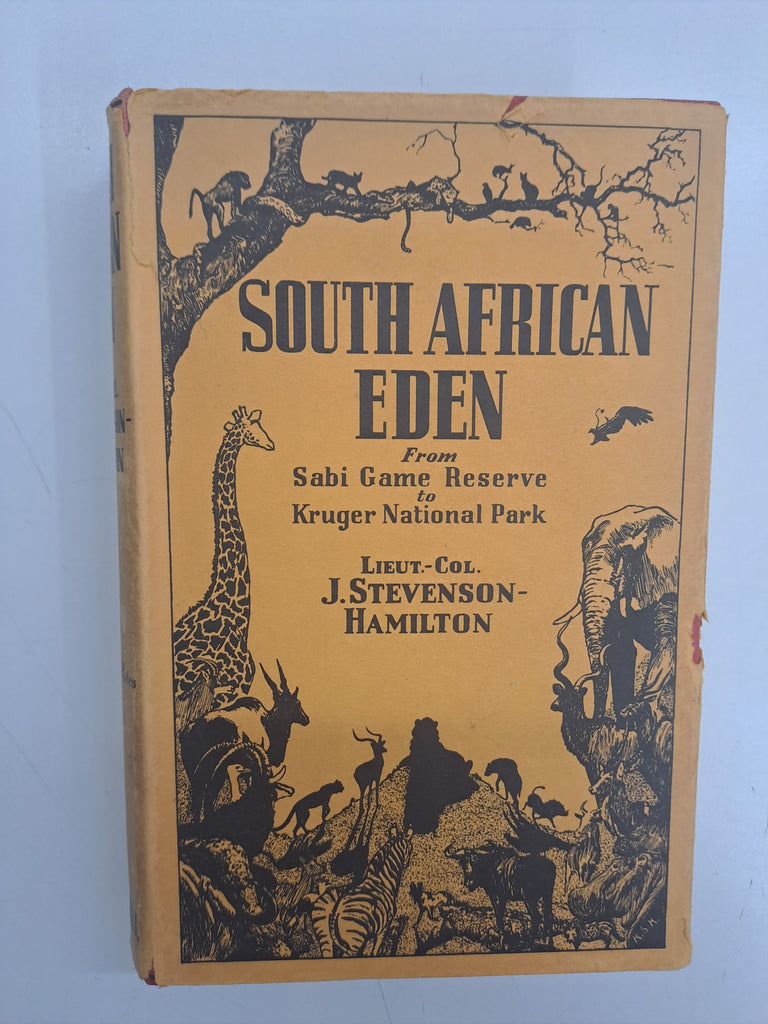 SOUTH AFRICAN
EDEN
From
Sabi Game Reserve
to
Kruger National Park
LIEUT.-COL.
J. STEVENSON-
HAMILTON